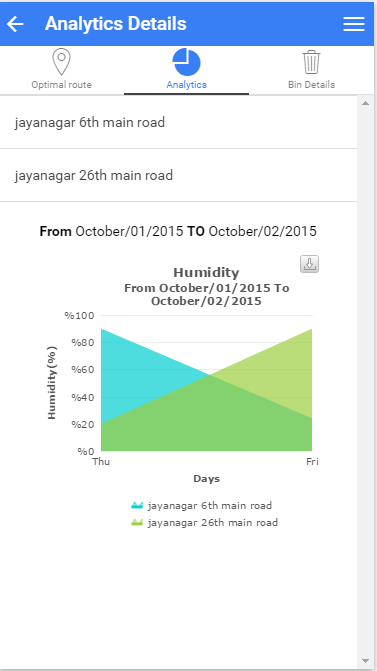 Analytics Details
Optimal route
Analytics
Bin Details
jayanagar 6th main road
jayanagar 26th main road
From October/01/2015 TO October/02/2015
Humidity
From October/01/2015 To
October/02/2015
%100
%80
%60
%40
%20
%0
Humidity(%)
Thu
Fri
Days
jayanagar 6th main road
jayanagar 26th main road